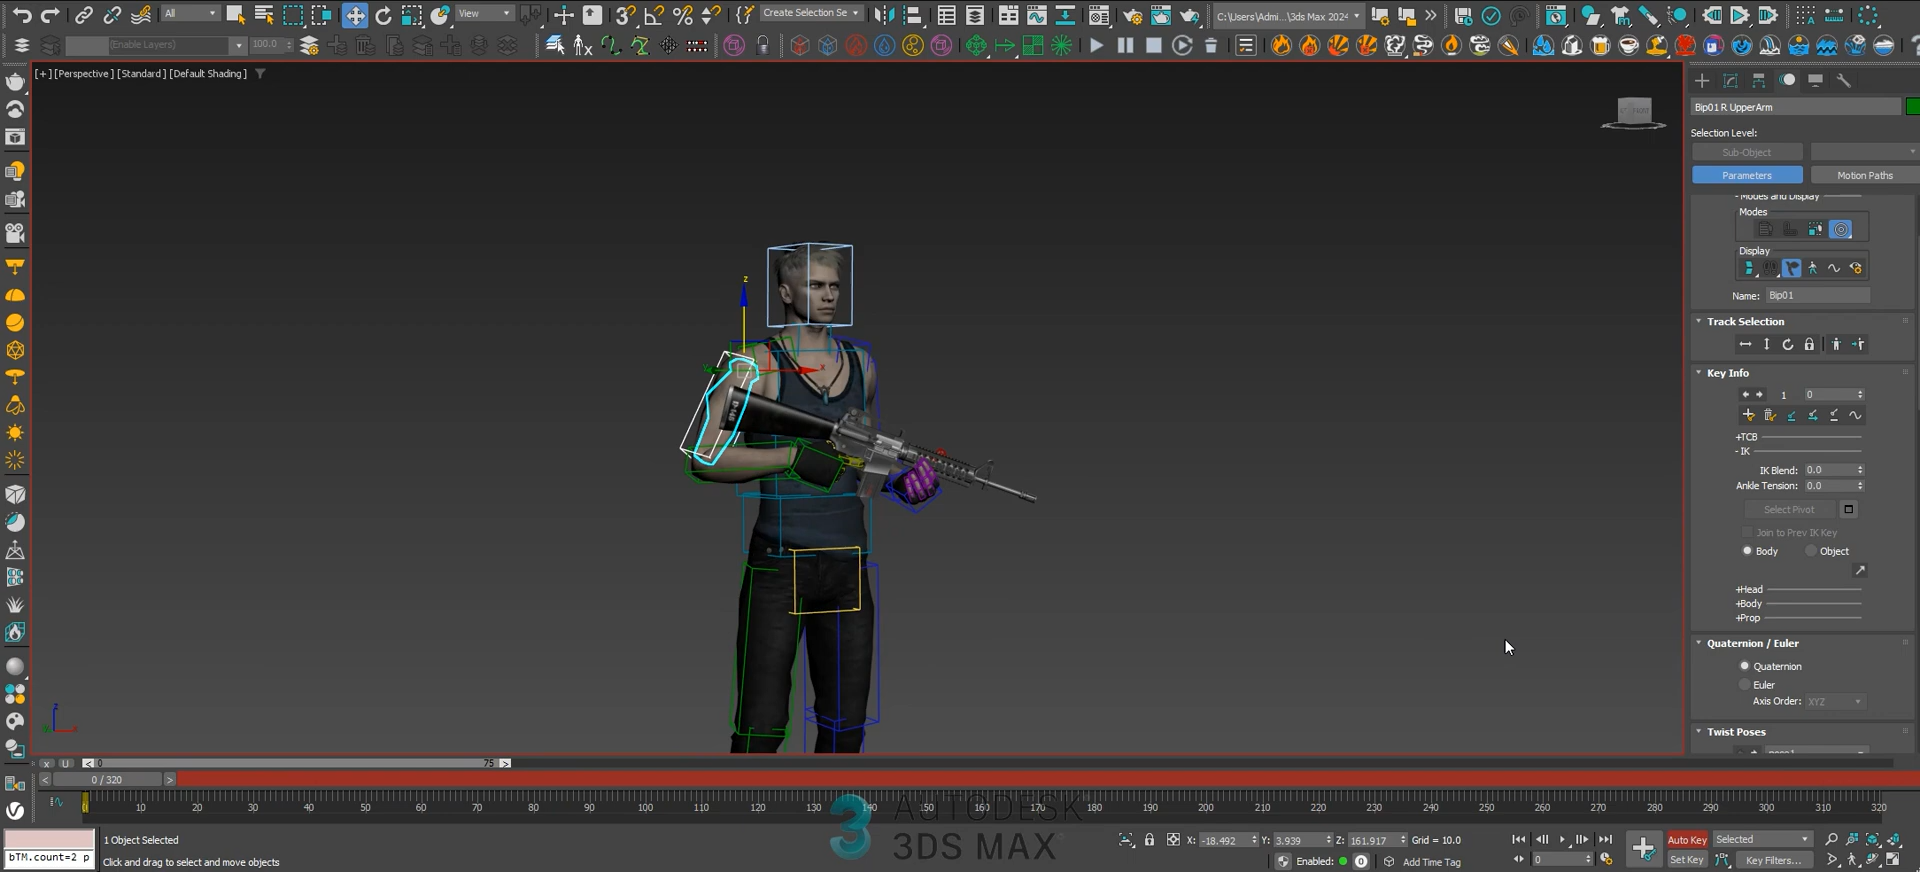 All
View
Create Selection Se
C:\Users\Admi...\3ds Max 2024
(Enable Layers)
100.0
[+] [Perspective] [Standard] [Default Shading]
Bip01 R UpperArm
Selection Level:
Sub-Object
Parameters
Motion Paths
- Modes and Display
Modes
Display
Name: Bip01
Track Selection
Key Info
1
0
+TCB
- IK
IK Blend: 0.0
Ankle Tension: 0.0
Select Pivot
Join to Prev IK Key
Body
Object
+Head
+Body
+Prop
Quaternion / Euler
Quaternion
Euler
Axis Order: XYZ
Twist Poses
z
x
z
x
x U < 0
75 >
< 0 / 320 >
10 20 30 40 50 60 70 80 90 100 110 120 130 140 150 160 170 180 190 200 210 220 230 240 250 260 270 280 290 300 310 320
AUTODESK
3DS MAX
bTM.count=2 p
1 Object Selected
Click and drag to select and move objects
X: -18.492
Y: 3.939
Z: 161.917
Grid = 10.0
Enabled:
0
Add Time Tag
0
Auto Key
Selected
Set Key
Key Filters...